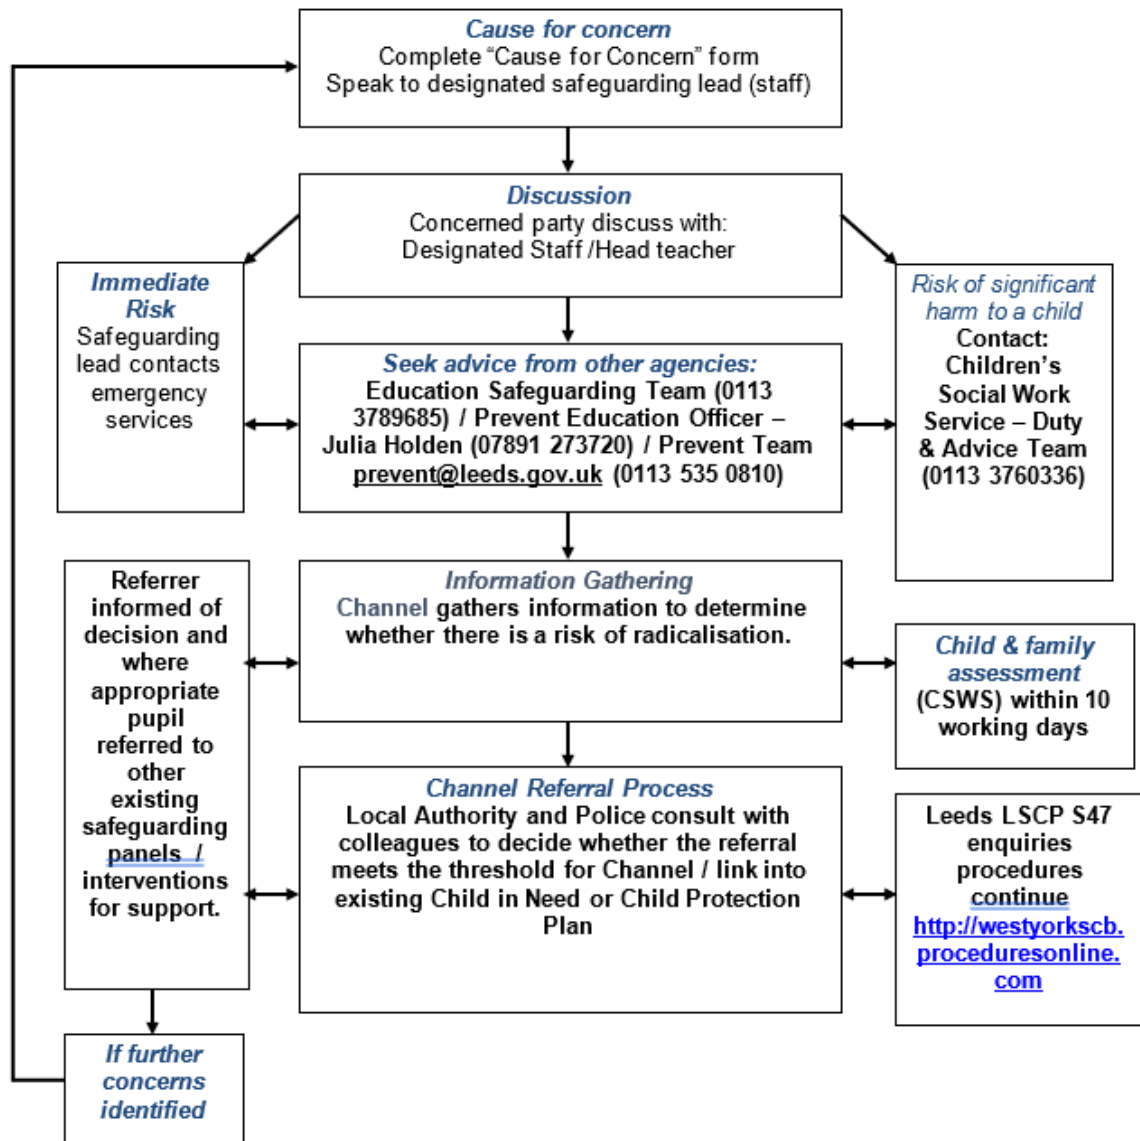 Cause for concern
Complete “Cause for Concern” form
Speak to designated safeguarding lead (staff)
Discussion
Concerned party discuss with:
Designated Staff /Head teacher
Immediate
Risk
Safeguarding
lead contacts
emergency
services
Risk of significant
harm to a child
Contact:
Children’s
Social Work
Service – Duty
& Advice Team
(0113 3760336)
Seek advice from other agencies:
Education Safeguarding Team (0113
3789685) / Prevent Education Officer –
Julia Holden (07891 273720) / Prevent Team
prevent@leeds.gov.uk (0113 535 0810)
Information Gathering
Channel gathers information to determine
whether there is a risk of radicalisation.
Referrer
informed of
decision and
where
appropriate
pupil
referred to
other
existing
safeguarding
panels /
interventions
for support.
Child & family
assessment
(CSWS) within 10
working days
Channel Referral Process
Local Authority and Police consult with
colleagues to decide whether the referral
meets the threshold for Channel / link into
existing Child in Need or Child Protection
Plan
Leeds LSCP S47
enquiries
procedures
continue
http://westyorkscb.
proceduresonline.
com
If further
concerns
identified